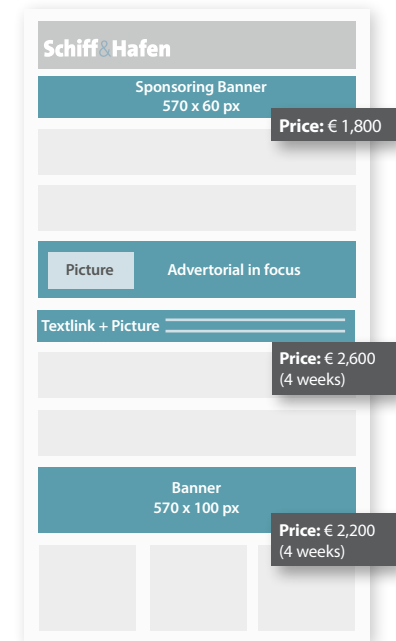 Schiff&Hafen
Sponsoring Banner
570 x 60 px
Price: € 1,800
Picture
Advertorial in focus
Textlink + Picture
Price: € 2,600
(4 weeks)
Banner
570 x 100 px
Price: € 2,200
(4 weeks)